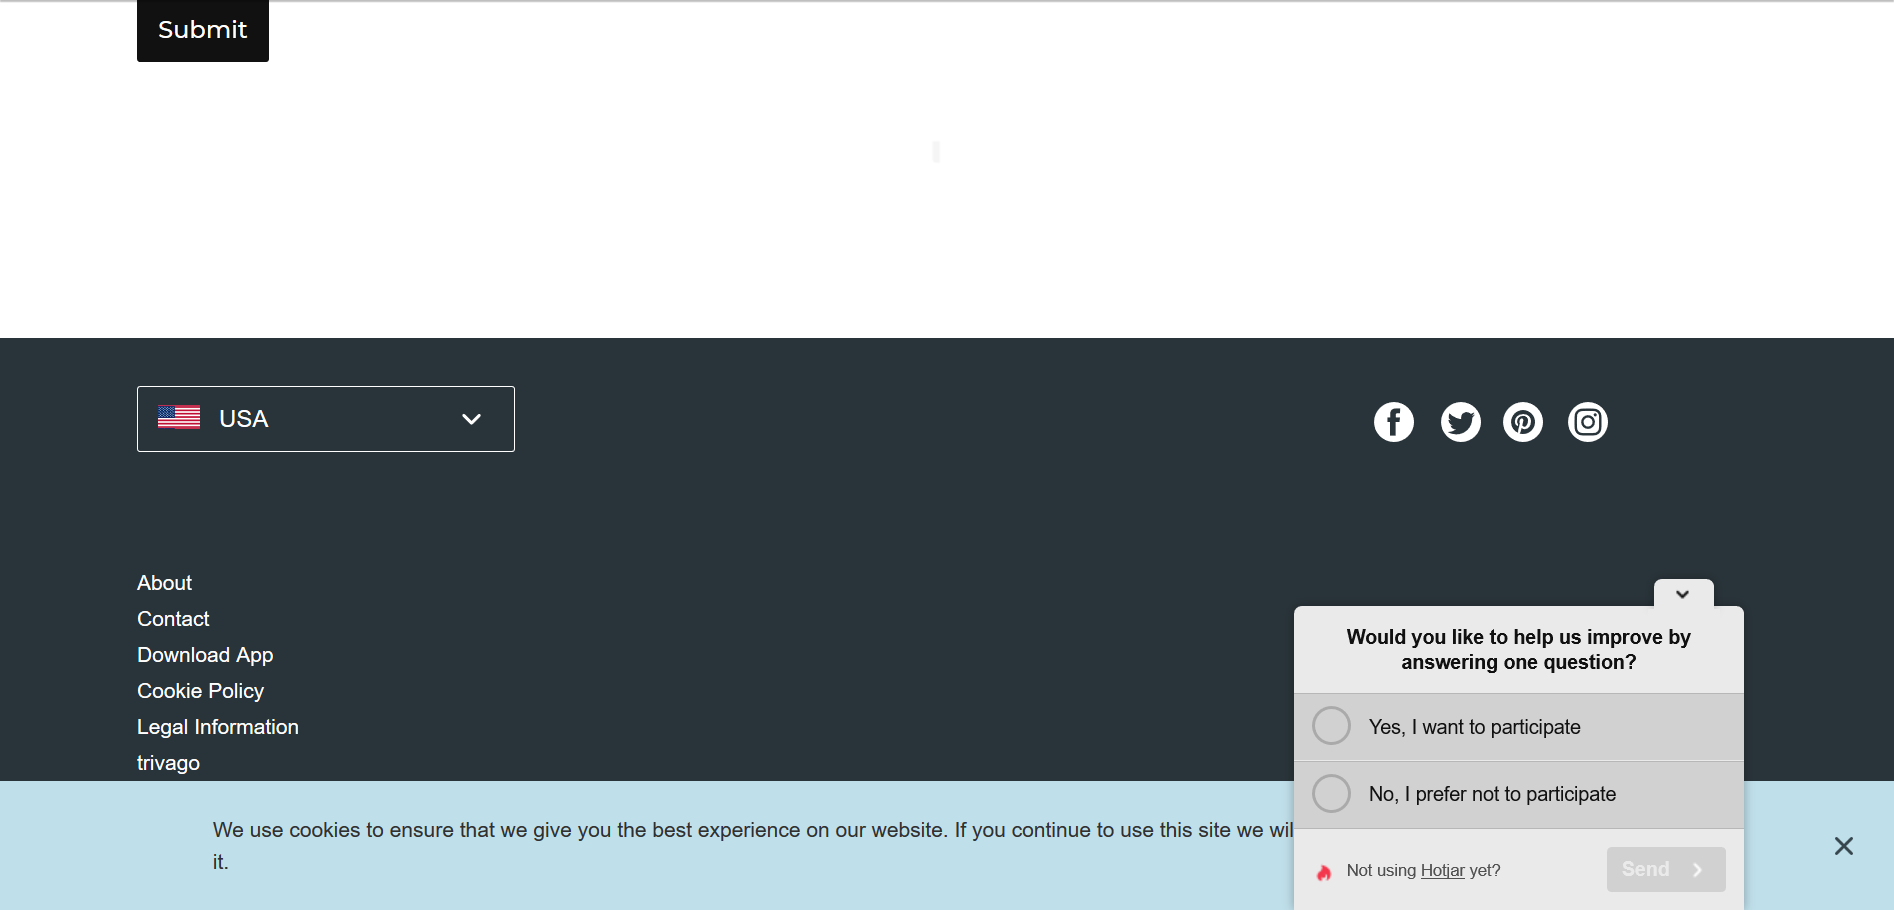 Submit
USA
About
Contact
Download App
Cookie Policy
Legal Information
trivago
Would you like to help us improve by
answering one question?
Yes, I want to participate
No, I prefer not to participate
Not using Hotjar yet?
Send
We use cookies to ensure that we give you the best experience on our website. If you continue to use this site we
it.